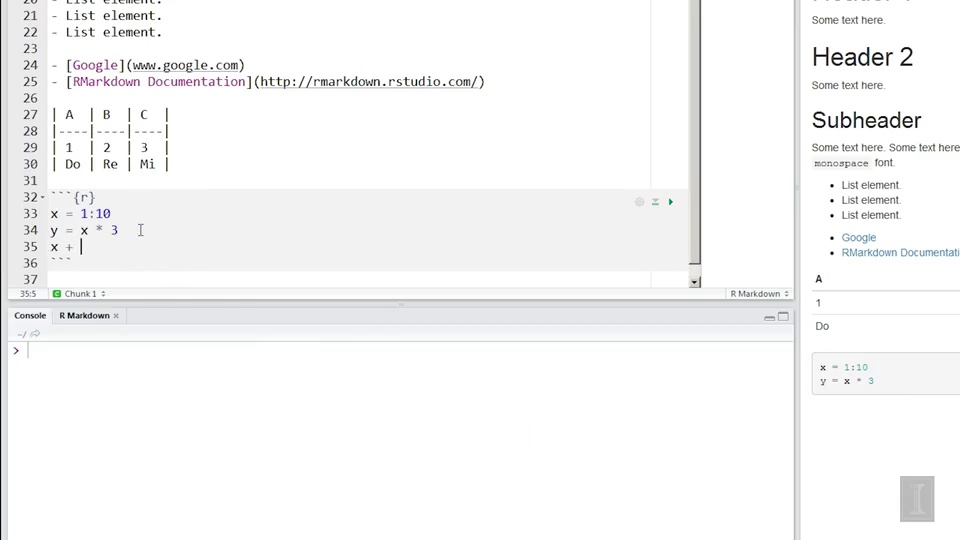 20 - List element.
21 - List element.
22 - List element.
23
24 - [Google](www.google.com)
25 - [RMarkdown Documentation](http://rmarkdown.rstudio.com/)
26
27 | A | B | C |
28 |----|----|----|
29 | 1 | 2 | 3 |
30 | Do | Re | Mi |
31
32 ```{r}
33 x = 1:10
34 y = x * 3
35 x +
36 ```
37
35:5 C Chunk 1 R Markdown
Console R Markdown
~/
>
Some text here.
Header 2
Some text here.
Subheader
Some text here. Some text here
monospace font.
List element.
List element.
List element.
Google
RMarkdown Documentati
A
1
Do
x = 1:10
y = x * 3
I